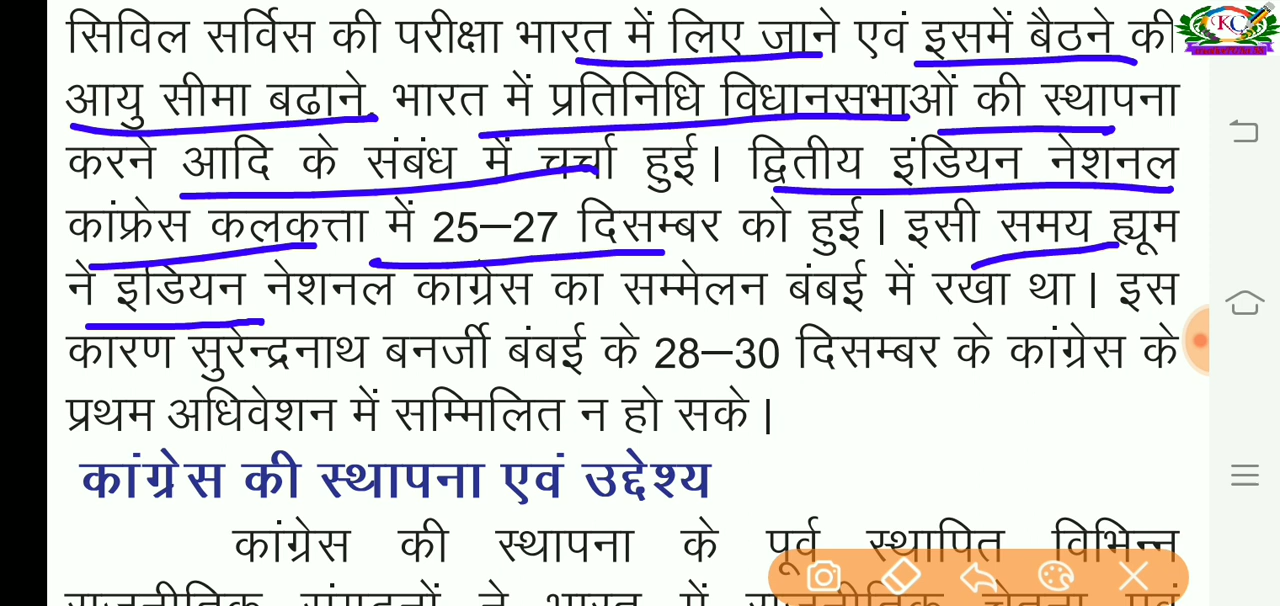 सिविल सर्विस की परीक्षा भारत में लिए जाने एवं इसमें बैठने की
आयु सीमा बढ़ाने, भारत में प्रतिनिधि विधानसभाओं की स्थापना
करने आदि के संबंध में चर्चा हुई। द्वितीय इंडियन नेशनल
कांफ्रेस कलकत्ता में 25–27 दिसम्बर को हुई। इसी समय ह्यूम
ने इंडियन नेशनल कांग्रेस का सम्मेलन बंबई में रखा था। इस
कारण सुरेन्द्रनाथ बनर्जी बंबई के 28–30 दिसम्बर के कांग्रेस के
प्रथम अधिवेशन में सम्मिलित न हो सके।
कांग्रेस की स्थापना एवं उद्देश्य
कांग्रेस की स्थापना के पूर्व स्थापित विभिन्न
KC